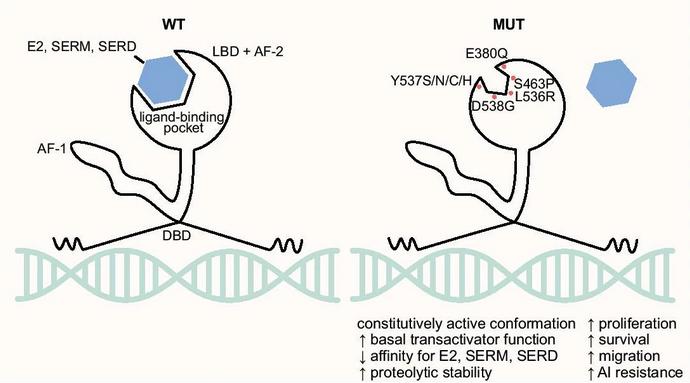 WT
E2, SERM, SERD
LBD + AF-2
ligand-binding
pocket
AF-1
DBD
MUT
E380Q
Y537S/N/C/H
S463P
L536R
D538G
constitutively active conformation
↑ basal transactivator function
↓ affinity for E2, SERM, SERD
↑ proteolytic stability
↑ proliferation
↑ survival
↑ migration
↑ AI resistance